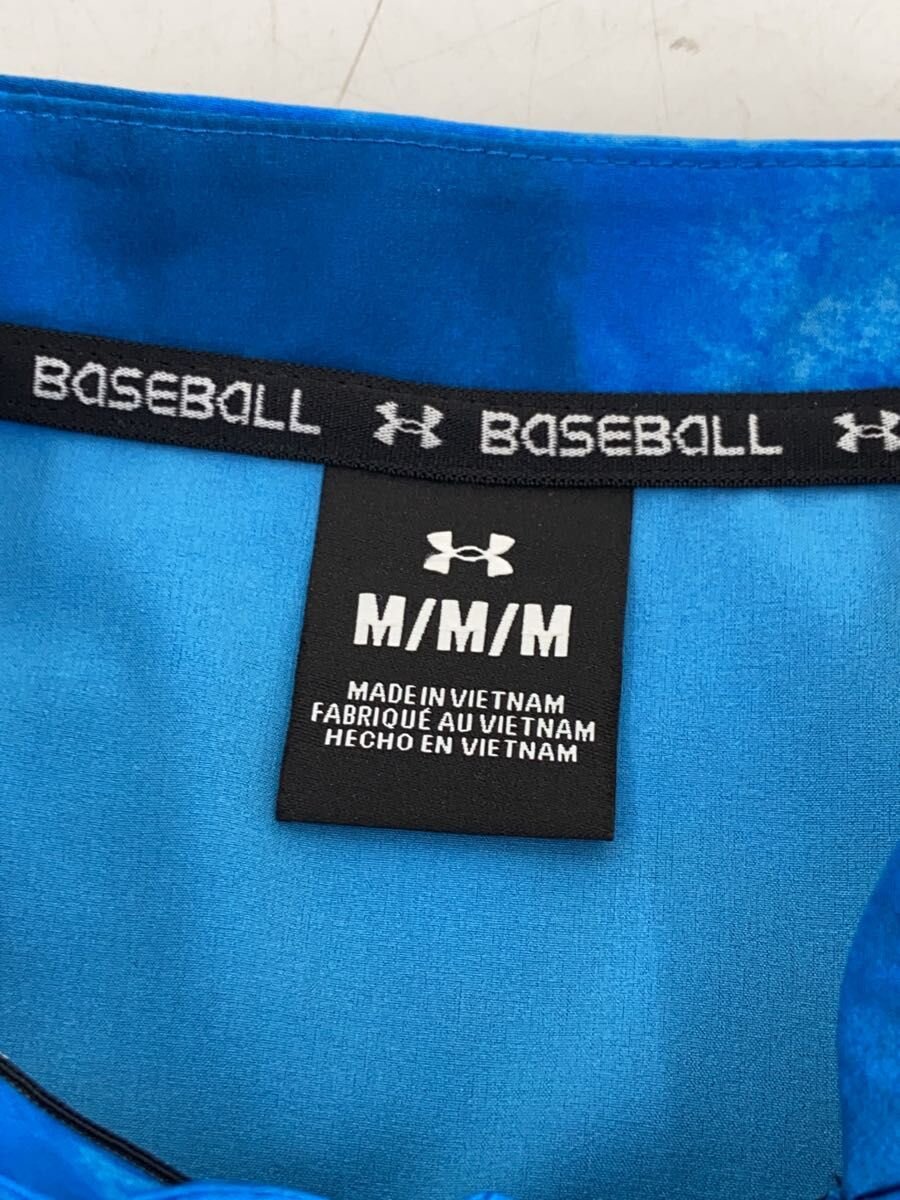 BASEBALL BASEBALL
M/M/M
MADE IN VIETNAM
FABRIQUÉ AU VIETNAM
HECHO EN VIETNAM